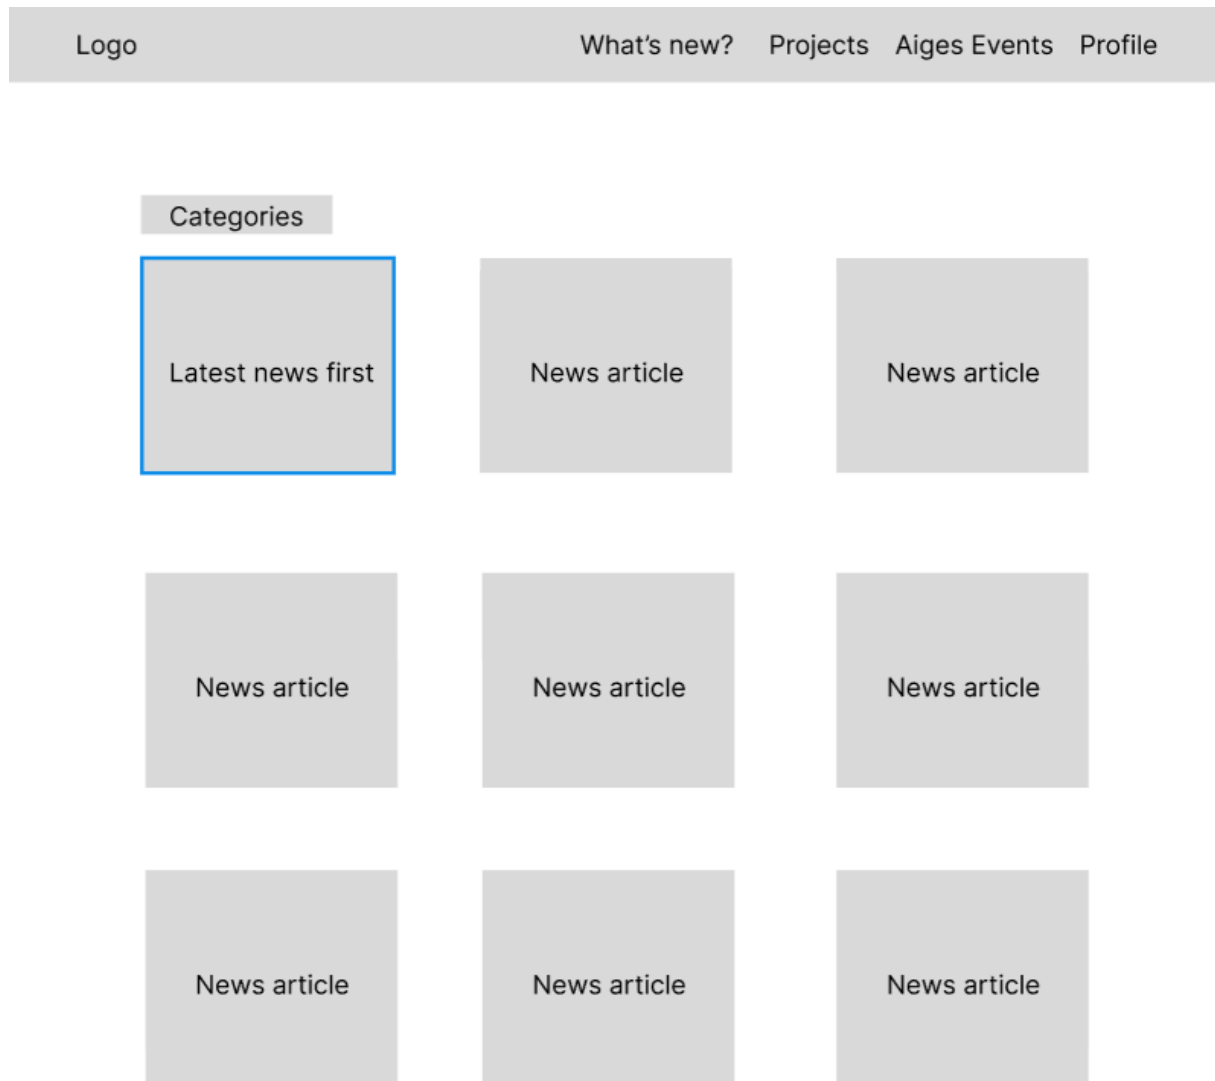 Logo
What’s new? Projects Aiges Events Profile
Categories
Latest news first
News article
News article
News article
News article
News article
News article
News article
News article